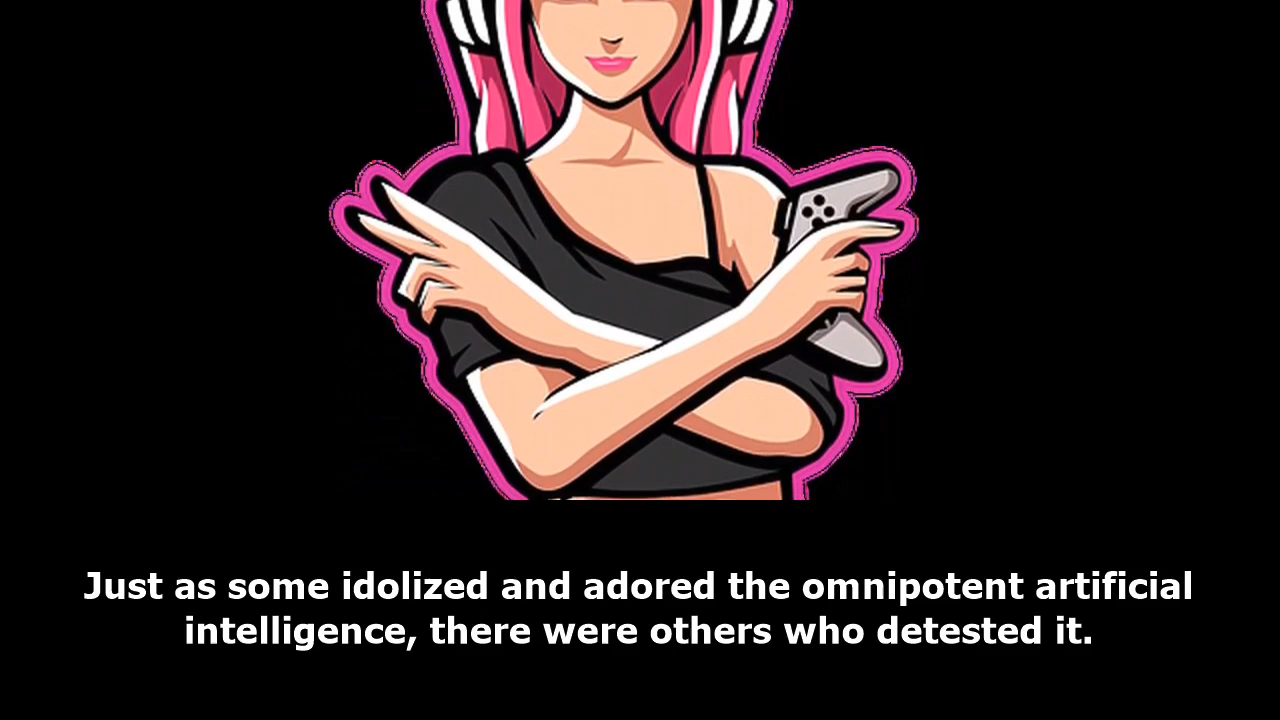 Just as some idolized and adored the omnipotent artificial
intelligence, there were others who detested it.